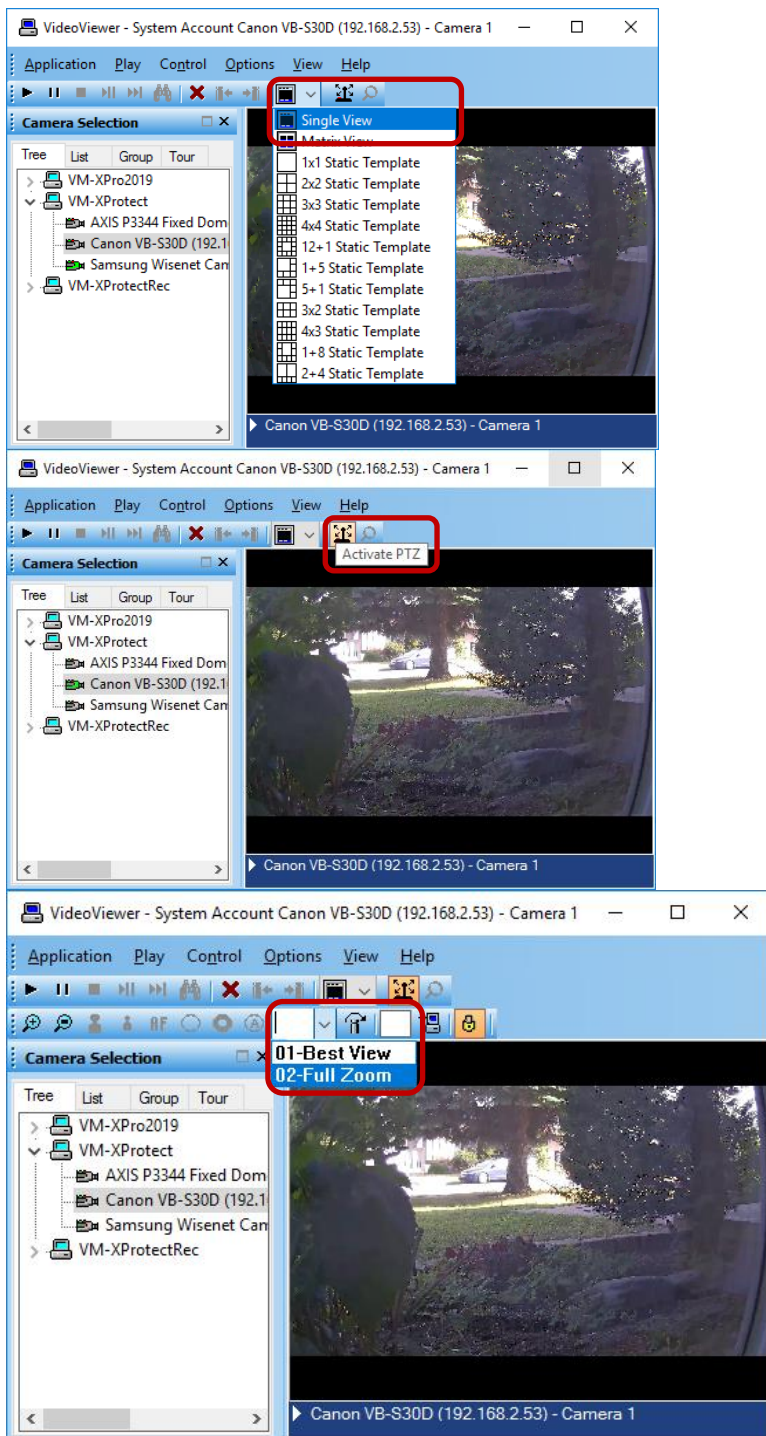 VideoViewer - System Account Canon VB-S30D (192.168.2.53) - Camera 1
Application Play Control Options View Help
Camera Selection
Single View
Matrix View
Tree List Group Tour
1x1 Static Template
VM-XPro2019
2x2 Static Template
VM-XProtect
3x3 Static Template
AXIS P3344 Fixed Dom
4x4 Static Template
Canon VB-S30D (192.1
12+1 Static Template
Samsung Wisenet Can
1+5 Static Template
VM-XProtectRec
5+1 Static Template
3x2 Static Template
4x3 Static Template
1+8 Static Template
2+4 Static Template
Canon VB-S30D (192.168.2.53) - Camera 1
VideoViewer - System Account Canon VB-S30D (192.168.2.53) - Camera 1
Application Play Control Options View Help
Activate PTZ
Camera Selection
Tree List Group Tour
VM-XPro2019
VM-XProtect
AXIS P3344 Fixed Dom
Canon VB-S30D (192.1
Samsung Wisenet Can
VM-XProtectRec
Canon VB-S30D (192.168.2.53) - Camera 1
VideoViewer - System Account Canon VB-S30D (192.168.2.53) - Camera 1
Application Play Control Options View Help
AF A
Camera Selection
01-Best View
02-Full Zoom
Tree List Group Tour
VM-XPro2019
VM-XProtect
AXIS P3344 Fixed Dom
Canon VB-S30D (192.1
Samsung Wisenet Cam
VM-XProtectRec
Canon VB-S30D (192.168.2.53) - Camera 1